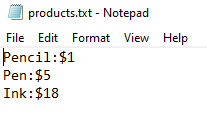 products.txt - Notepad
File Edit Format View Help
Pencil:$1
Pen:$5
Ink:$18